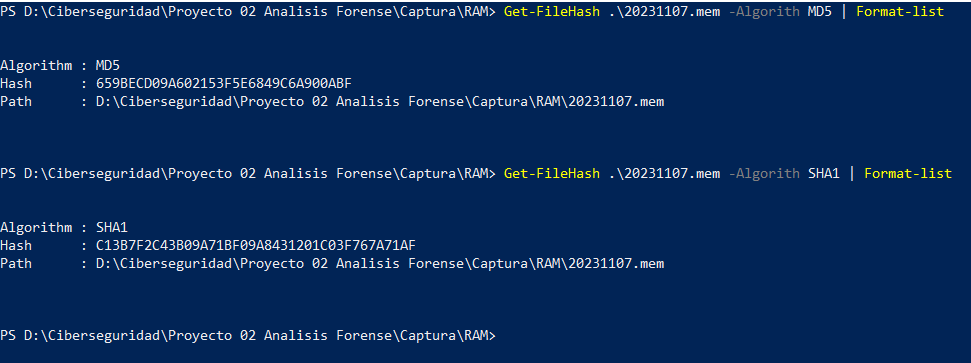 PS D:\Ciberseguridad\Proyecto 02 Analisis Forense\Captura\RAM> Get-FileHash .\20231107.mem -Algorith MD5 | Format-list
Algorithm : MD5
Hash      : 659BECD09A602153F5E6849C6A900ABF
Path      : D:\Ciberseguridad\Proyecto 02 Analisis Forense\Captura\RAM\20231107.mem
PS D:\Ciberseguridad\Proyecto 02 Analisis Forense\Captura\RAM> Get-FileHash .\20231107.mem -Algorith SHA1 | Format-list
Algorithm : SHA1
Hash      : C13B7F2C43B09A71BF09A8431201C03F767A71AF
Path      : D:\Ciberseguridad\Proyecto 02 Analisis Forense\Captura\RAM\20231107.mem
PS D:\Ciberseguridad\Proyecto 02 Analisis Forense\Captura\RAM>